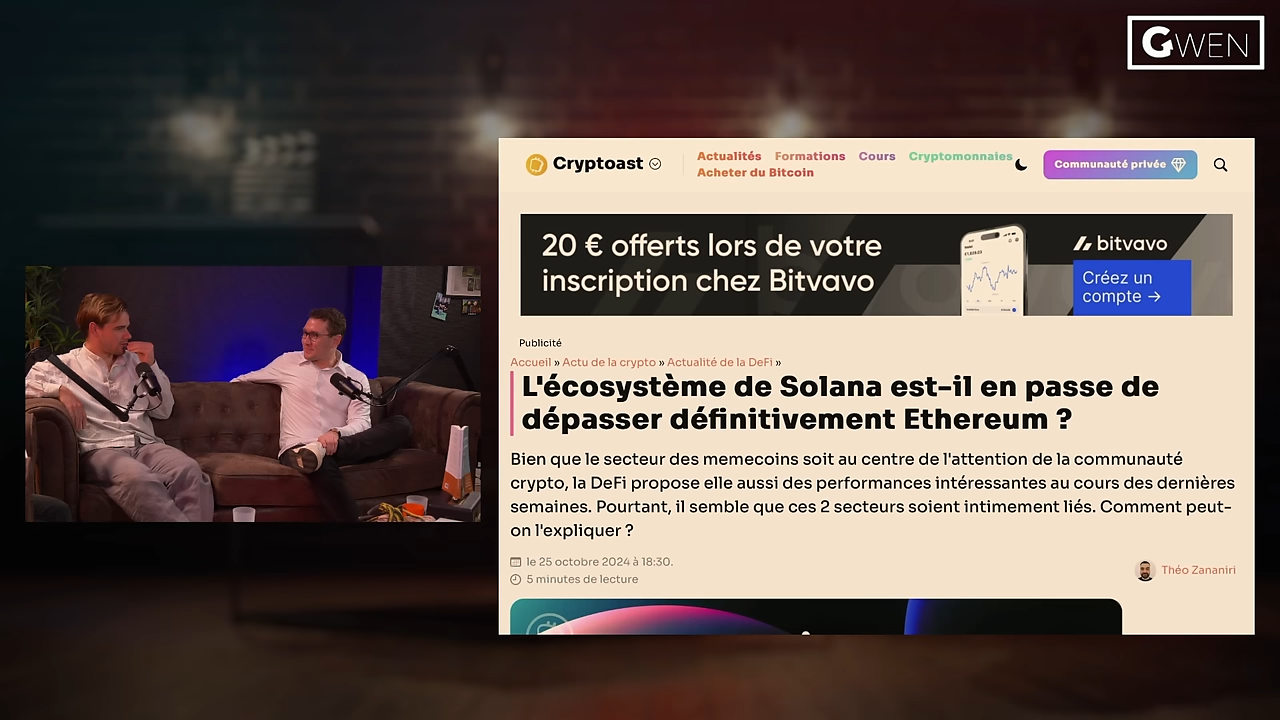 GWEN
Cryptoast
Actualités Formations Cours Cryptomonnaies
Acheter du Bitcoin
Communauté privée
20 € offerts lors de votre
inscription chez Bitvavo
bitvavo
Créez un
compte →
Publicité
Accueil » Actu de la crypto » Actualité de la DeFi »
L'écosystème de Solana est-il en passe de
dépasser définitivement Ethereum ?
Bien que le secteur des memecoins soit au centre de l'attention de la communauté
crypto, la DeFi propose elle aussi des performances intéressantes au cours des dernières
semaines. Pourtant, il semble que ces 2 secteurs soient intimement liés. Comment peut-
on l'expliquer ?
le 25 octobre 2024 à 18:30.
5 minutes de lecture
Théo Zananiri